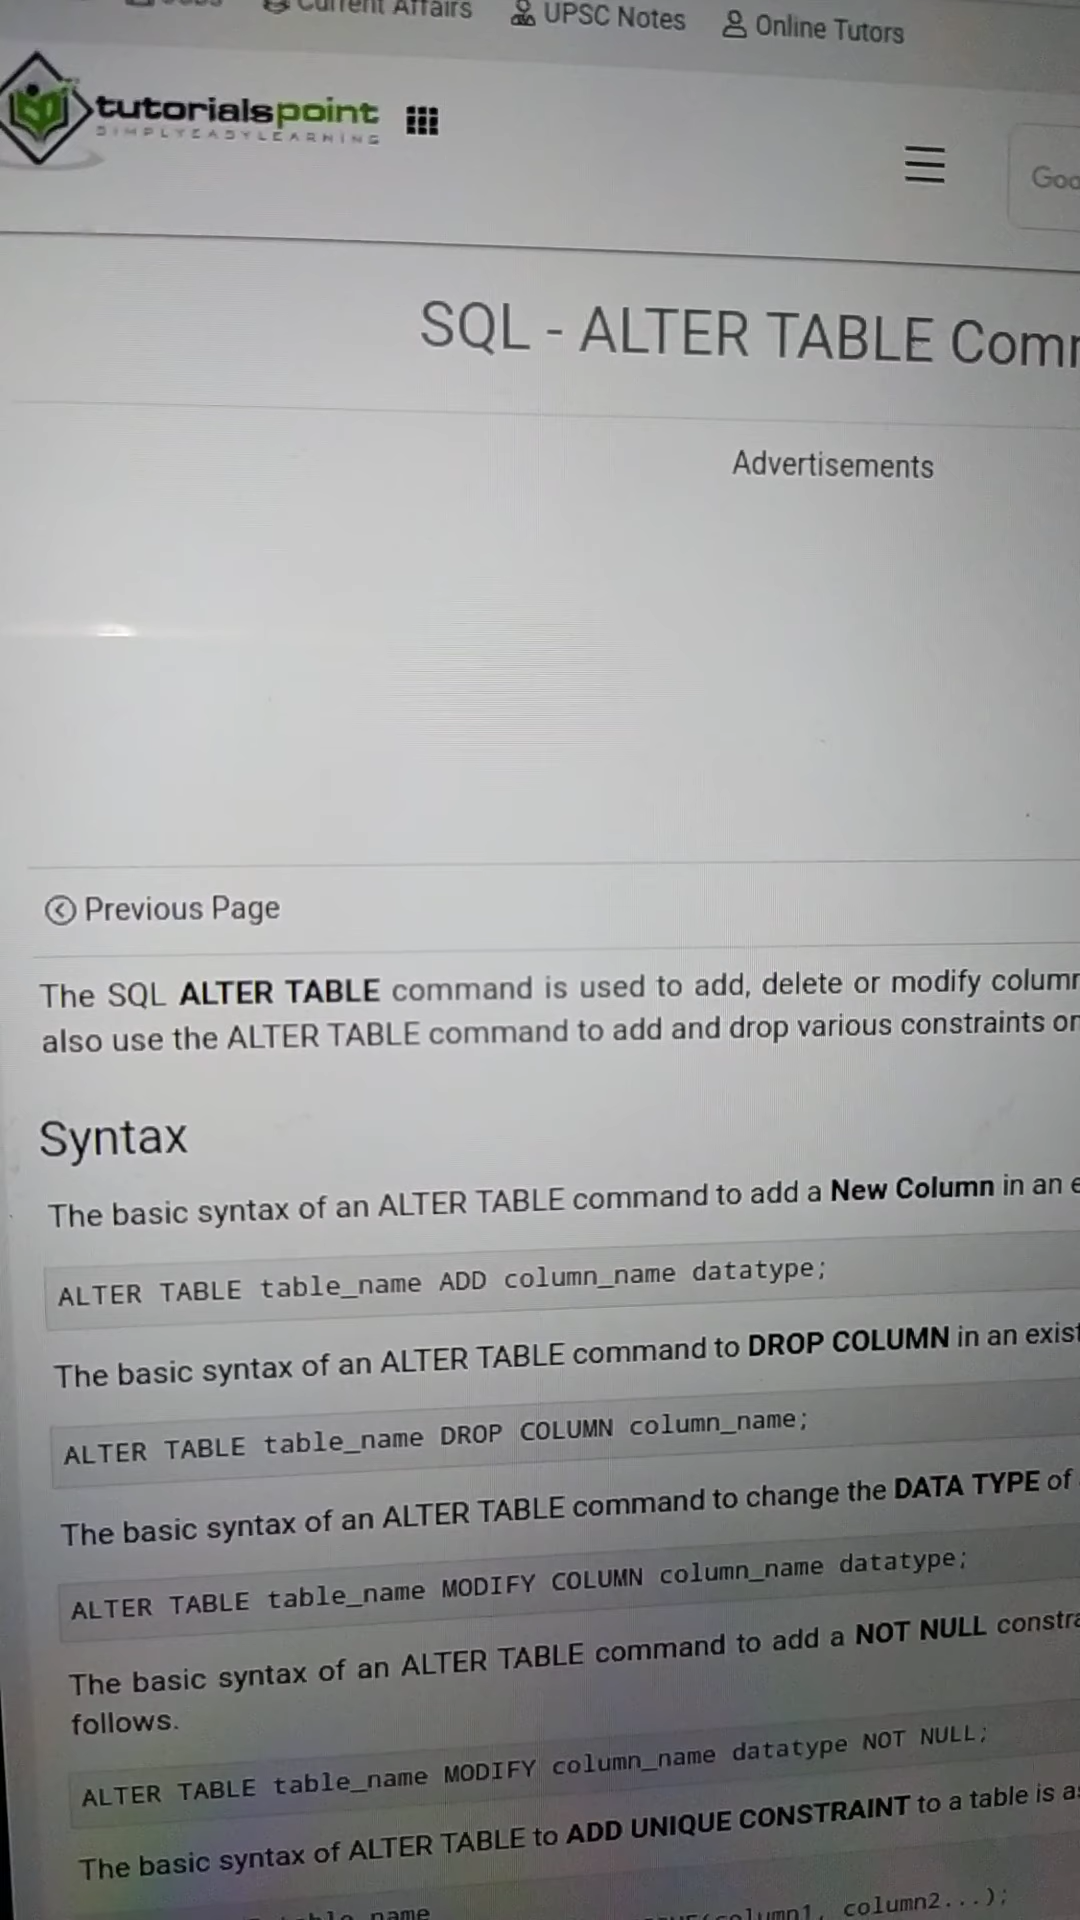 Current Affairs UPSC Notes Online Tutors
tutorialspoint
SIMPLYEASYLEARNING
SQL - ALTER TABLE
Advertisements
Previous Page
The SQL ALTER TABLE command is used to add, delete or modify
also use the ALTER TABLE command to add and drop various constraints
Syntax
The basic syntax of an ALTER TABLE command to add a New Column in an
ALTER TABLE table_name ADD column_name datatype;
The basic syntax of an ALTER TABLE command to DROP COLUMN in an
ALTER TABLE table_name DROP COLUMN column_name;
The basic syntax of an ALTER TABLE command to change the DATA TYPE of
ALTER TABLE table_name MODIFY COLUMN column_name datatype;
The basic syntax of an ALTER TABLE command to add a NOT NULL
follows.
ALTER TABLE table_name MODIFY column_name datatype NOT NULL;
The basic syntax of ALTER TABLE to ADD UNIQUE CONSTRAINT to a table is
column2...);